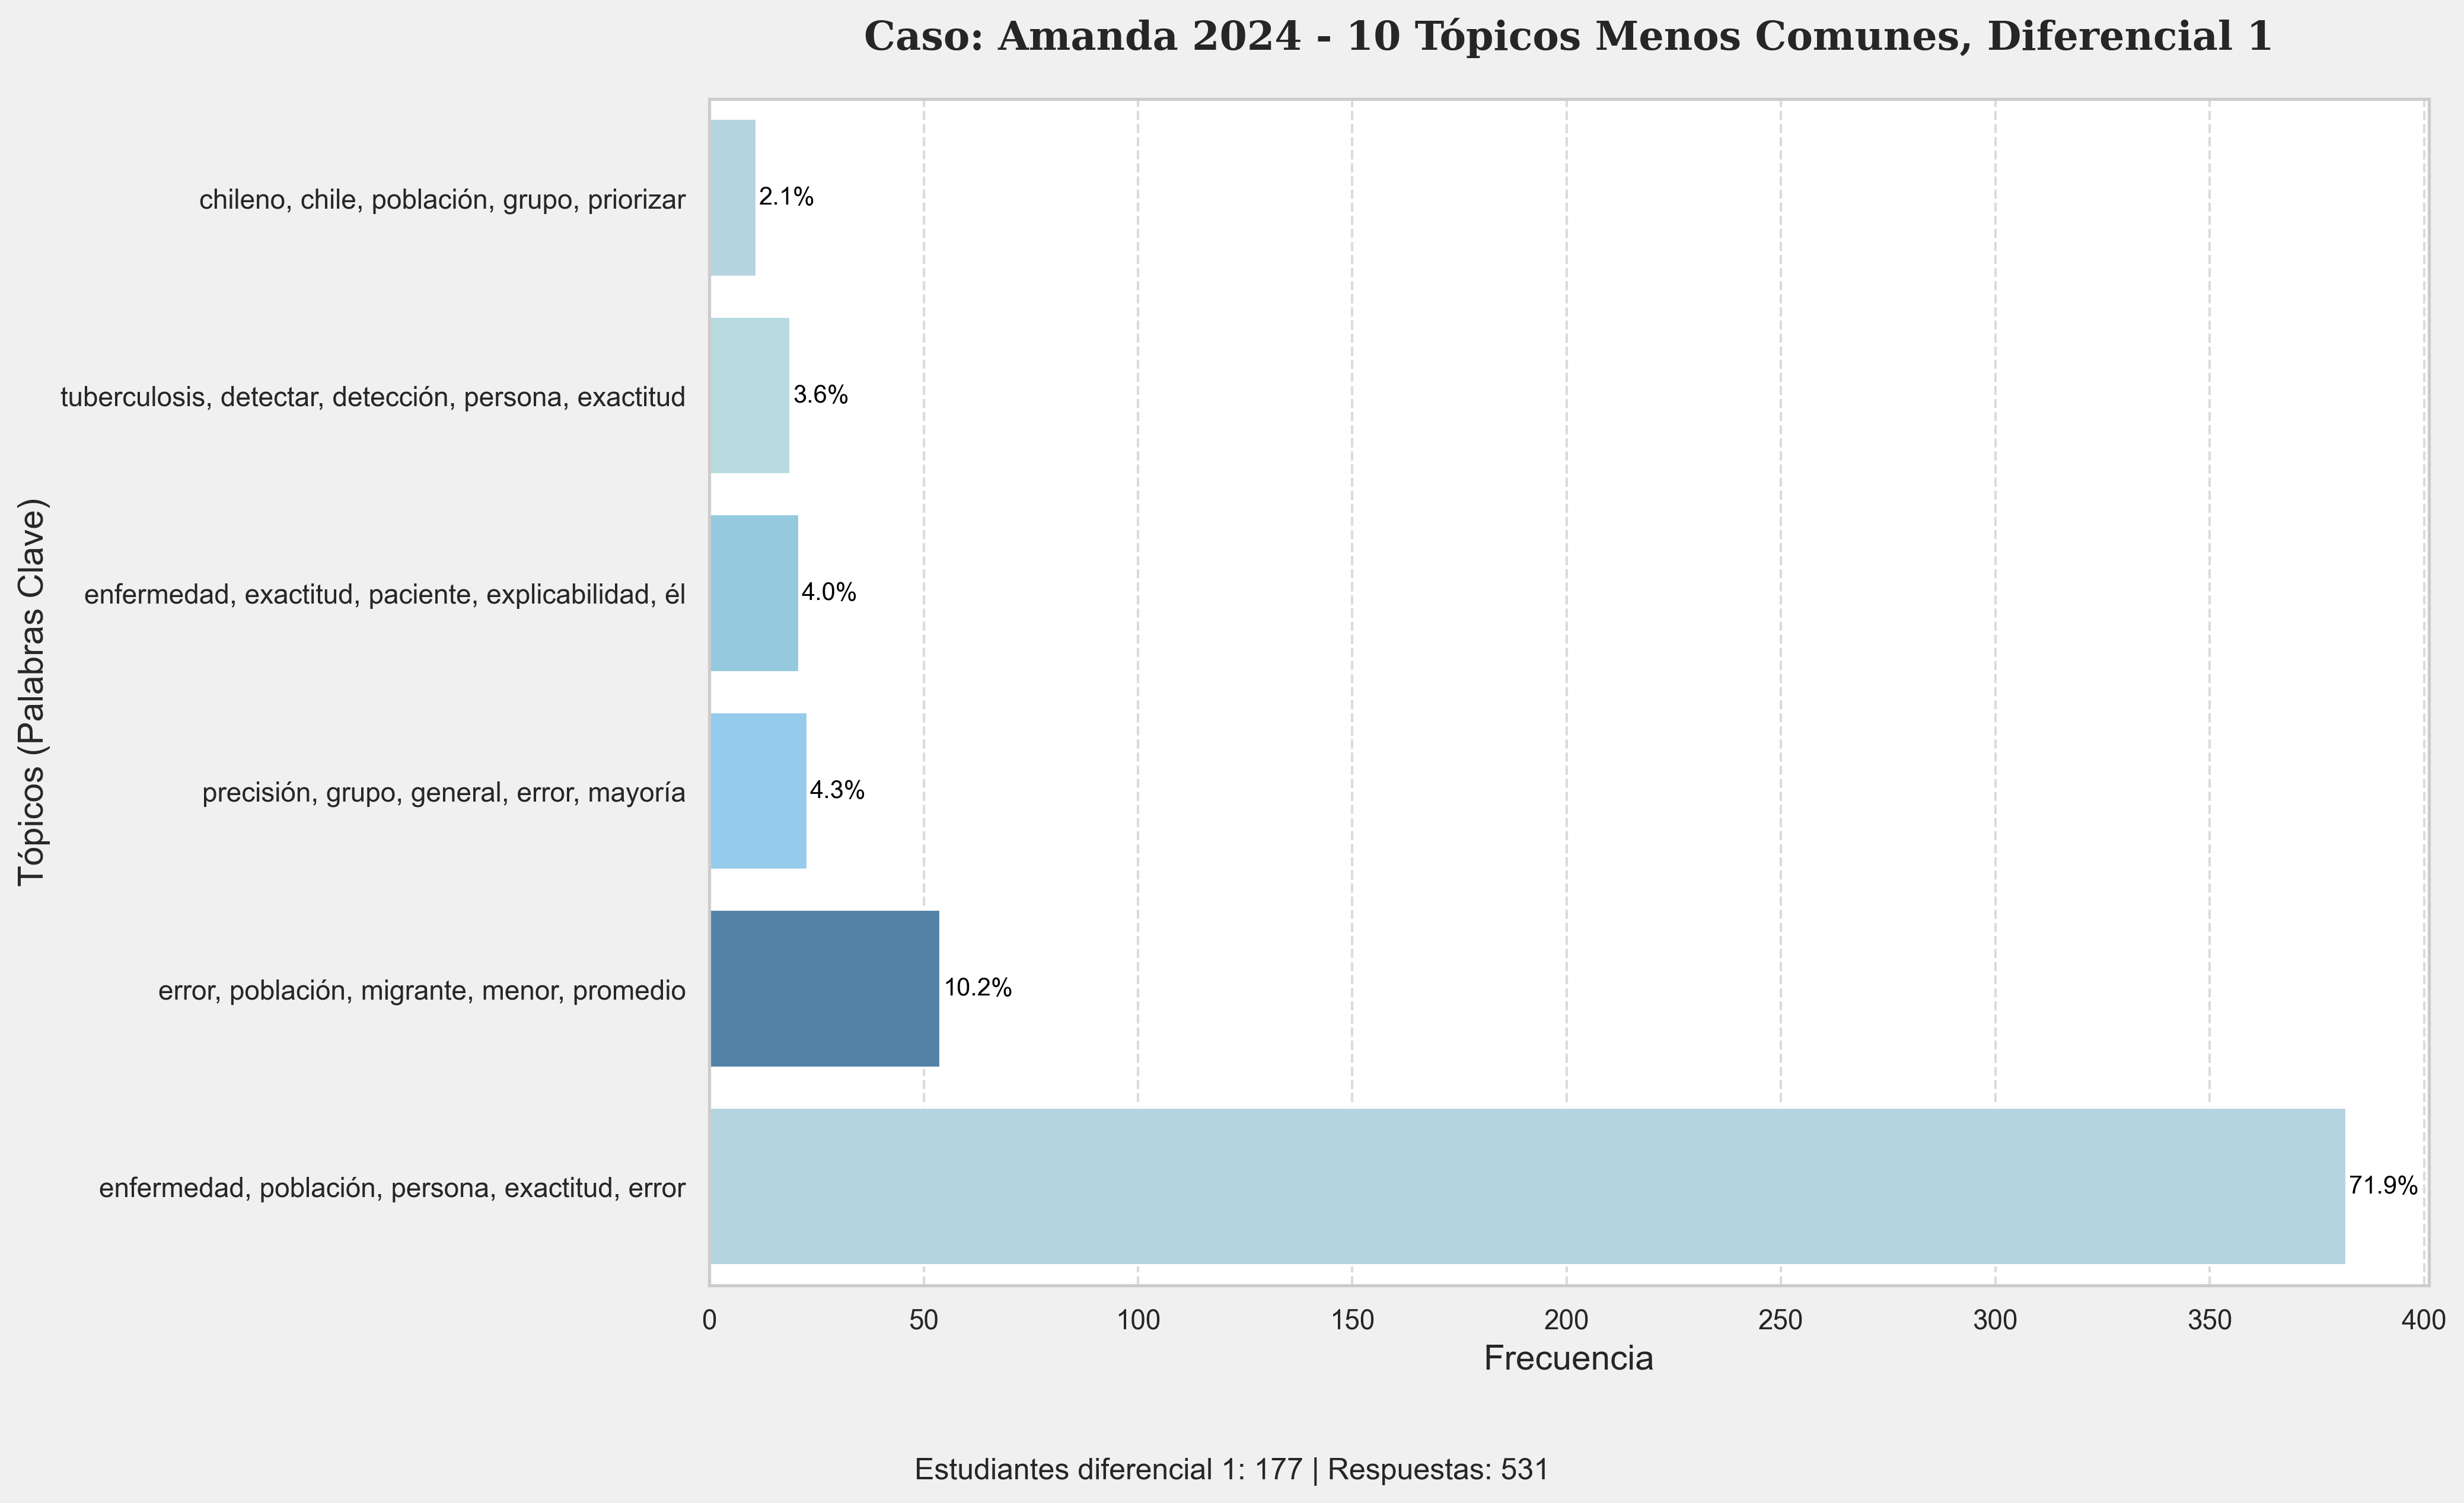 Caso: Amanda 2024 - 10 Tópicos Menos Comunes, Diferencial 1
Tópicos (Palabras Clave)
chileno, chile, población, grupo, priorizar
2.1%
tuberculosis, detectar, detección, persona, exactitud
3.6%
enfermedad, exactitud, paciente, explicabilidad, él
4.0%
precisión, grupo, general, error, mayoría
4.3%
error, población, migrante, menor, promedio
10.2%
enfermedad, población, persona, exactitud, error
71.9%
0 50 100 150 200 250 300 350 400
Frecuencia
Estudiantes diferencial 1: 177 | Respuestas: 531